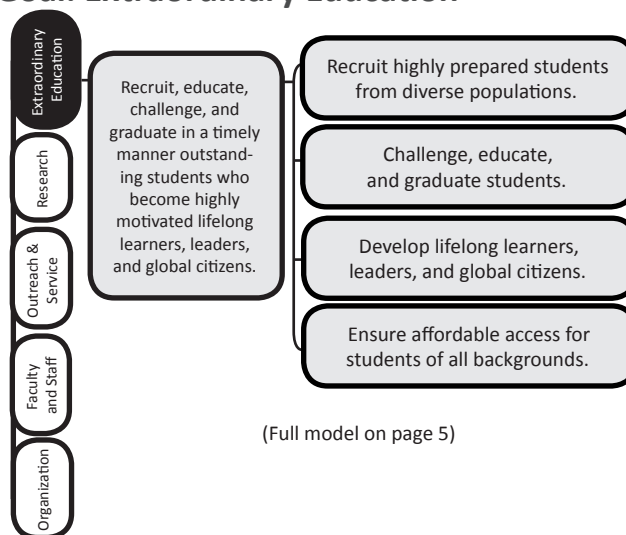 Goal: Extraordinary Education
Extraordinary
Education
Research
Outreach &
Service
Faculty
and Staff
Organization
Recruit, educate,
challenge, and
graduate in a timely
manner outstand-
ing students who
become highly
motivated lifelong
learners, leaders,
and global citizens.
Recruit highly prepared students
from diverse populations.
Challenge, educate,
and graduate students.
Develop lifelong learners,
leaders, and global citizens.
Ensure affordable access for
students of all backgrounds.
(Full model on page 5)